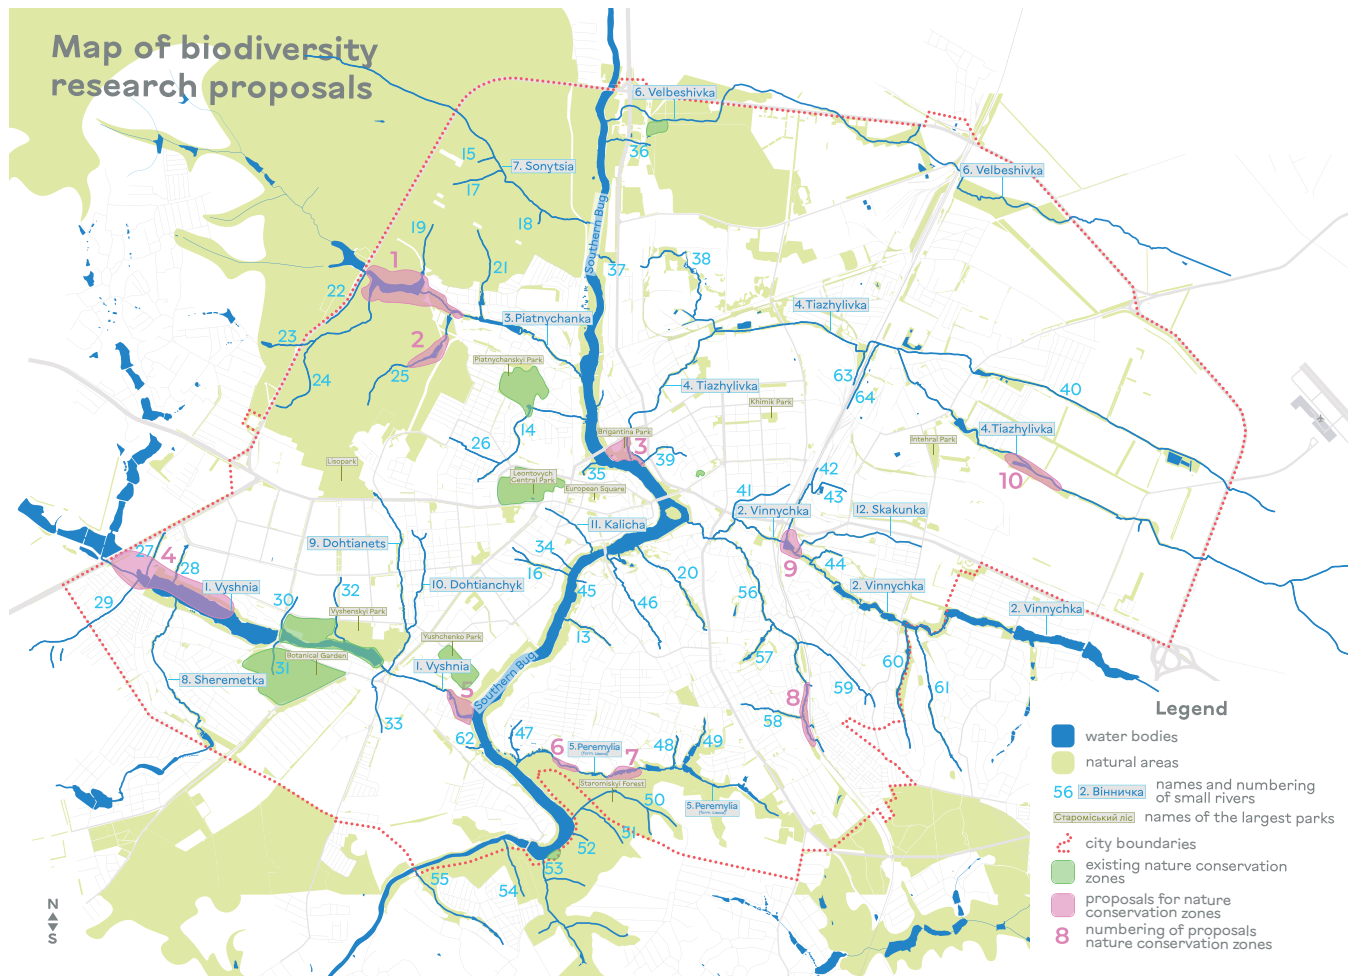 Map of biodiversity
research proposals
6. Velbeshivka
36
15
7. Sonytsia
17
6. Velbeshivka
18
19
Southern Bug
1
21
37
38
22
3.Piatnychanka
4.Tiazhylivka
23
2
Piatnychanskyi Park
24
25
4. Tiazhylivka
63
64
40
Khimik Park
14
26
Brigantina Park
3
39
4.Tiazhylivka
Intehral Park
Lisopark
Leontovych
Central Park
35
European Square
10
42
41
43
2. Vinnychka
12. Skakunka
11. Kalicha
9. Dohtianets
34
27
4
28
16
9
44
20
1. Vyshnia
10. Dohtianchyk
32
45
56
2. Vinnychka
29
30
46
Vyshenskyi Park
2. Vinnychka
13
Yushchenko Park
Botanical Garden
31
57
60
1. Vyshnia
8. Sheremetka
Southern Bug
59
61
5
8
33
58
62
47
6
5.Peremylia
48
49
7
Staromiskyi Forest
50
5.Peremylia
51
52
53
54
55
N
S
Legend
water bodies
natural areas
56 2. Вінничка names and numbering
of small rivers
Староміський ліс names of the largest parks
city boundaries
existing nature conservation
zones
proposals for nature
conservation zones
8 numbering of proposals
nature conservation zones